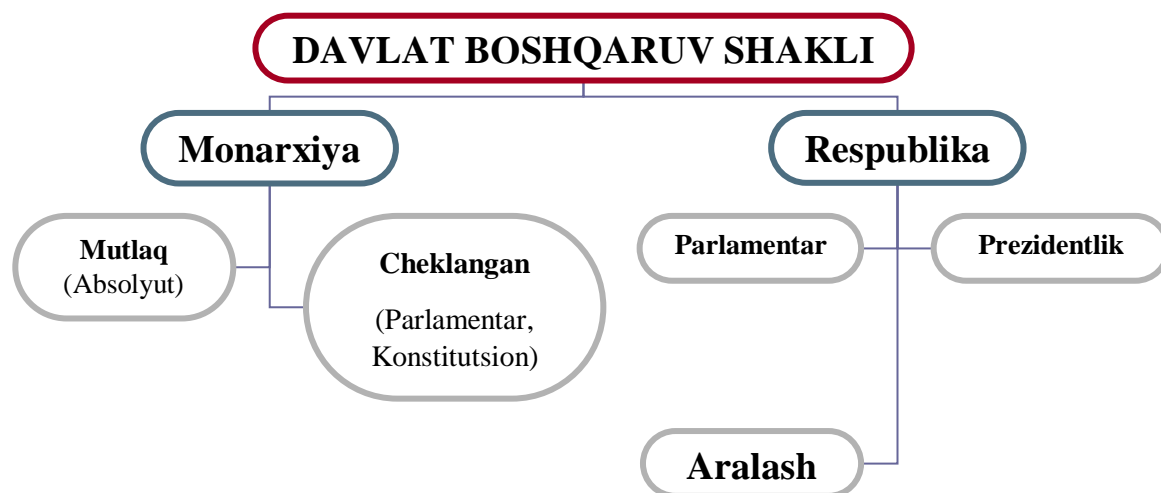 DAVLAT BOSHQARUV SHAKLI
Monarxiya
Respublika
Mutlaq
(Absolyut)
Cheklangan
(Parlamentar,
Konstitutsion)
Parlamentar
Prezidentlik
Aralash